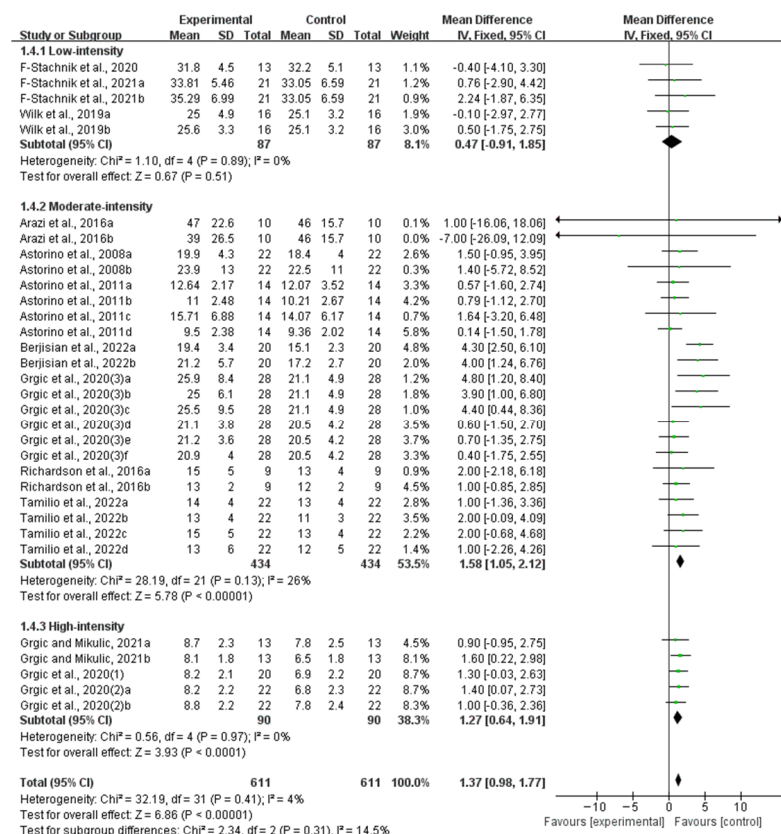 Experimental Control Mean Difference Mean Difference
Study or Subgroup Mean SD Total Mean SD Total Weight IV, Fixed, 95% CI IV, Fixed, 95% CI
1.4.1 Low-intensity
F-Stachnik et al., 2020 31.8 4.5 13 32.2 5.1 13 1.1% -0.40 [-4.10, 3.30]
F-Stachnik et al., 2021a 33.81 5.46 21 33.05 6.59 21 1.2% 0.76 [-2.90, 4.42]
F-Stachnik et al., 2021b 35.29 6.99 21 33.05 6.59 21 0.9% 2.24 [-1.87, 6.35]
Wilk et al., 2019a 25 4.9 16 25.1 3.2 16 1.9% -0.10 [-2.97, 2.77]
Wilk et al., 2019b 25.6 3.3 16 25.1 3.2 16 3.0% 0.50 [-1.75, 2.75]
Subtotal (95% CI) 87 87 8.1% 0.47 [-0.91, 1.85]
Heterogeneity: Chi² = 1.10, df = 4 (P = 0.89); I² = 0%
Test for overall effect: Z = 0.67 (P = 0.51)
1.4.2 Moderate-intensity
Arazi et al., 2016a 47 22.6 10 46 15.7 10 0.1% 1.00 [-16.06, 18.06]
Arazi et al., 2016b 39 26.5 10 46 15.7 10 0.0% -7.00 [-26.09, 12.09]
Astorino et al., 2008a 19.9 4.3 22 18.4 4 22 2.6% 1.50 [-0.95, 3.95]
Astorino et al., 2008b 23.9 13 22 22.5 11 22 0.3% 1.40 [-5.72, 8.52]
Astorino et al., 2011a 12.64 2.17 14 12.07 3.52 14 3.3% 0.57 [-1.60, 2.74]
Astorino et al., 2011b 11 2.48 14 10.21 2.67 14 4.3% 0.79 [-1.12, 2.70]
Astorino et al., 2011c 15.71 6.88 14 14.07 6.17 14 0.7% 1.64 [-3.20, 6.48]
Astorino et al., 2011d 9.5 2.38 14 9.36 2.02 14 5.8% 0.14 [-1.50, 1.78]
Berjisian et al., 2022a 19.4 3.4 20 15.1 2.3 20 4.8% 4.30 [2.50, 6.10]
Berjisian et al., 2022b 21.2 5.7 20 17.2 2.7 20 2.0% 4.00 [1.24, 6.76]
Grgic et al., 2020(3)a 25.9 8.4 28 21.1 4.9 28 1.2% 4.80 [1.20, 8.40]
Grgic et al., 2020(3)b 25 6.1 28 21.1 4.9 28 1.8% 3.90 [1.00, 6.80]
Grgic et al., 2020(3)c 25.5 9.5 28 21.1 4.9 28 1.0% 4.40 [0.44, 8.36]
Grgic et al., 2020(3)d 21.1 3.8 28 20.5 4.2 28 3.5% 0.60 [-1.50, 2.70]
Grgic et al., 2020(3)e 21.2 3.6 28 20.5 4.2 28 3.7% 0.70 [-1.35, 2.75]
Grgic et al., 2020(3)f 20.9 4 28 20.5 4.2 28 3.4% 0.40 [-1.75, 2.55]
Richardson et al., 2016a 15 5 9 13 4 9 0.9% 2.00 [-2.18, 6.18]
Richardson et al., 2016b 13 2 9 12 2 9 4.5% 1.00 [-0.85, 2.85]
Tamilio et al., 2022a 14 4 22 13 4 22 2.8% 1.00 [-1.36, 3.36]
Tamilio et al., 2022b 13 4 22 11 3 22 3.5% 2.00 [-0.09, 4.09]
Tamilio et al., 2022c 15 5 22 13 4 22 2.2% 2.00 [-0.68, 4.68]
Tamilio et al., 2022d 13 6 22 12 5 22 1.4% 1.00 [-2.26, 4.26]
Subtotal (95% CI) 434 434 53.5% 1.58 [1.05, 2.12]
Heterogeneity: Chi² = 28.19, df = 21 (P = 0.13); I² = 26%
Test for overall effect: Z = 5.78 (P < 0.00001)
1.4.3 High-intensity
Grgic and Mikulic, 2021a 8.7 2.3 13 7.8 2.5 13 4.5% 0.90 [-0.95, 2.75]
Grgic and Mikulic, 2021b 8.1 1.8 13 6.5 1.8 13 8.1% 1.60 [0.22, 2.98]
Grgic et al., 2020(1) 8.2 2.1 20 6.9 2.2 20 8.7% 1.30 [-0.03, 2.63]
Grgic et al., 2020(2)a 8.2 2.2 22 6.8 2.3 22 8.7% 1.40 [0.07, 2.73]
Grgic et al., 2020(2)b 8.8 2.2 22 7.8 2.4 22 8.3% 1.00 [-0.36, 2.36]
Subtotal (95% CI) 90 90 38.3% 1.27 [0.64, 1.91]
Heterogeneity: Chi² = 0.56, df = 4 (P = 0.97); I² = 0%
Test for overall effect: Z = 3.93 (P < 0.0001)
Total (95% CI) 611 611 100.0% 1.37 [0.98, 1.77]
Heterogeneity: Chi² = 32.19, df = 31 (P = 0.41); I² = 4%
Test for overall effect: Z = 6.86 (P < 0.00001)
Test for subgroup differences: Chi² = 2.34, df = 2 (P = 0.31), I² = 14.5%
-10 -5 0 5 10
Favours [experimental] Favours [control]